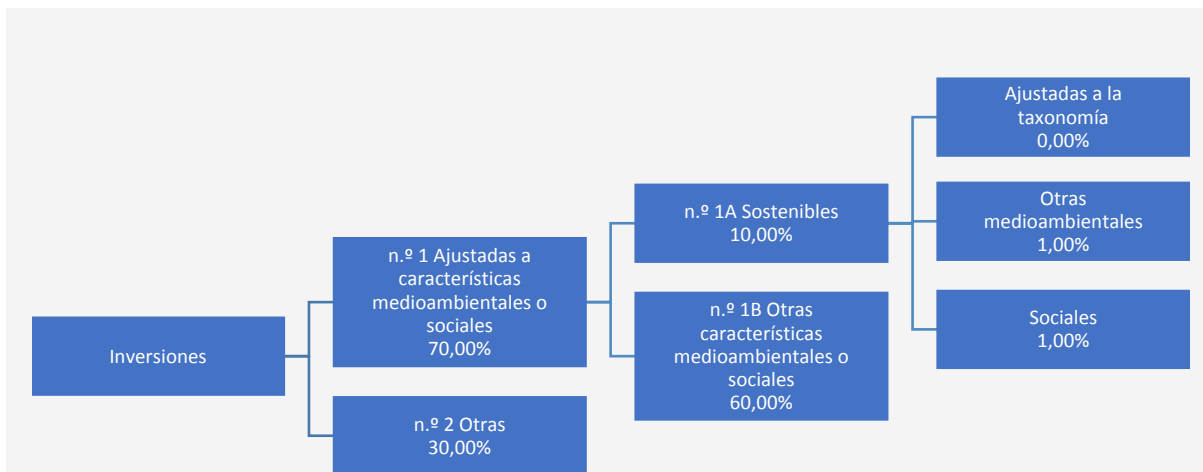 Inversiones
n.º 1 Ajustadas a
características
medioambientales o
sociales
70,00%
n.º 2 Otras
30,00%
n.º 1A Sostenibles
10,00%
n.º 1B Otras
característicás
medioambientales o
sociales
60,00%
Ajustadas a la
taxonomía
0,00%
Otras
medioambientales
1,00%
Sociales
1,00%